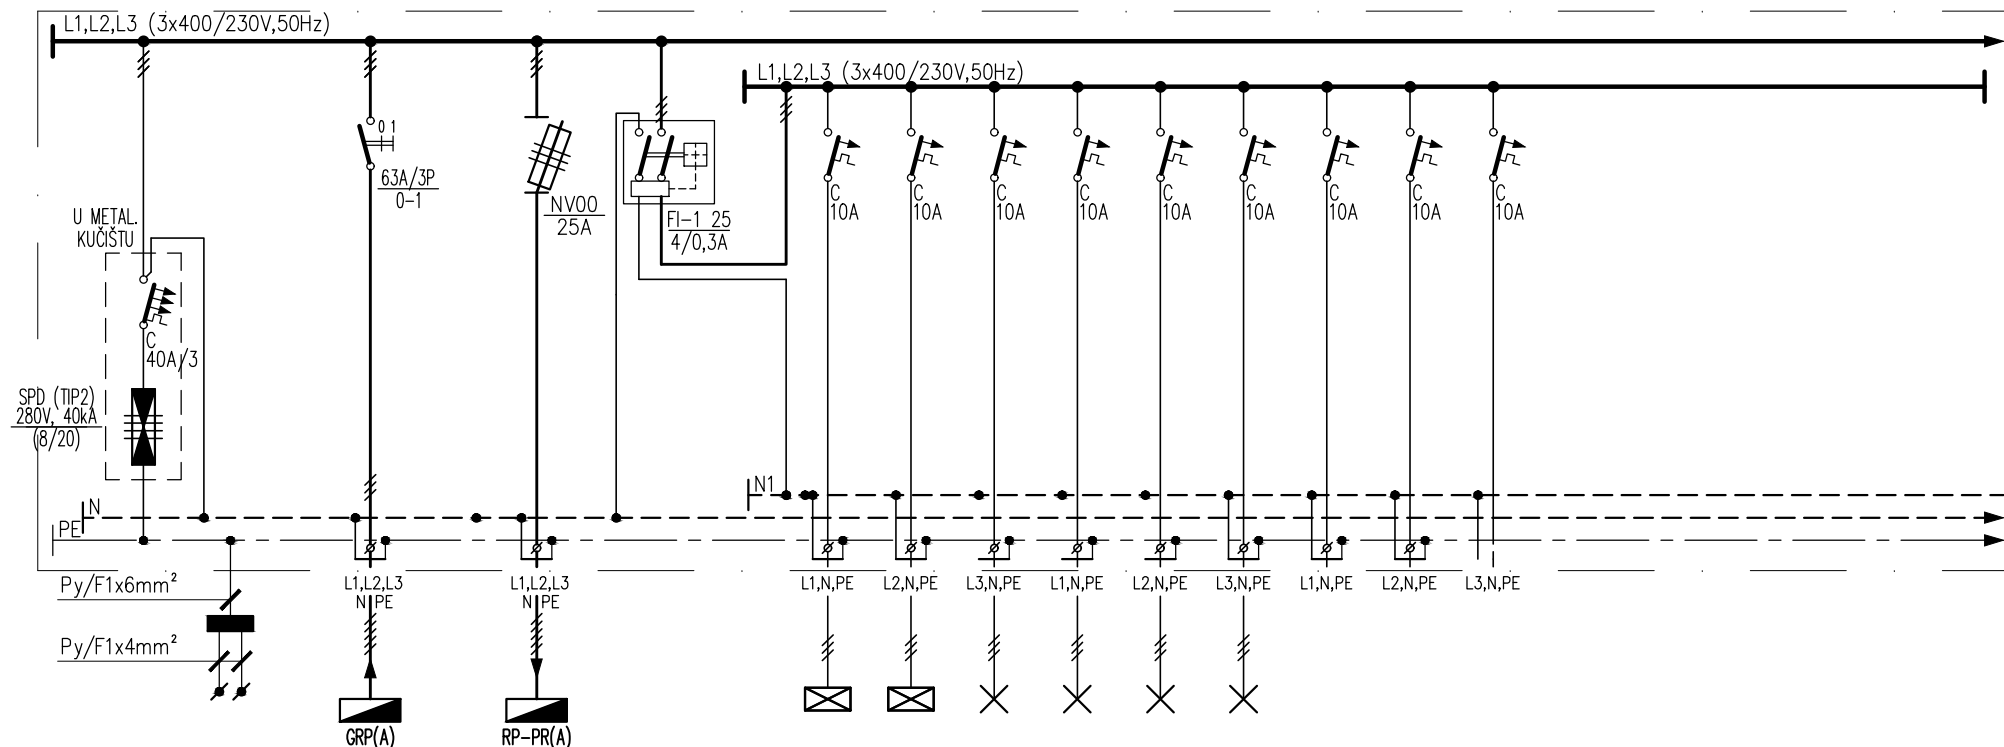 L1,L2,L3 (3x400/230V,50Hz)
L1,L2,L3 (3x400/230V,50Hz)
0 1
63A/3P
0-1
NV00
25A
FI-1 25
4/0,3A
C
10A
C
10A
C
10A
C
10A
C
10A
C
10A
C
10A
C
10A
C
10A
U METAL.
KUČIŠTU
C
40A/3
SPD (TIP2)
280V, 40kA
(8/20)
N1
N
PE
Py/F1x6mm²
Py/F1x4mm²
L1,L2,L3
N PE
L1,L2,L3
N PE
L1,N,PE
L2,N,PE
L3,N,PE
L1,N,PE
L2,N,PE
L3,N,PE
L1,N,PE
L2,N,PE
L3,N,PE
GRP(A)
RP-PR(A)